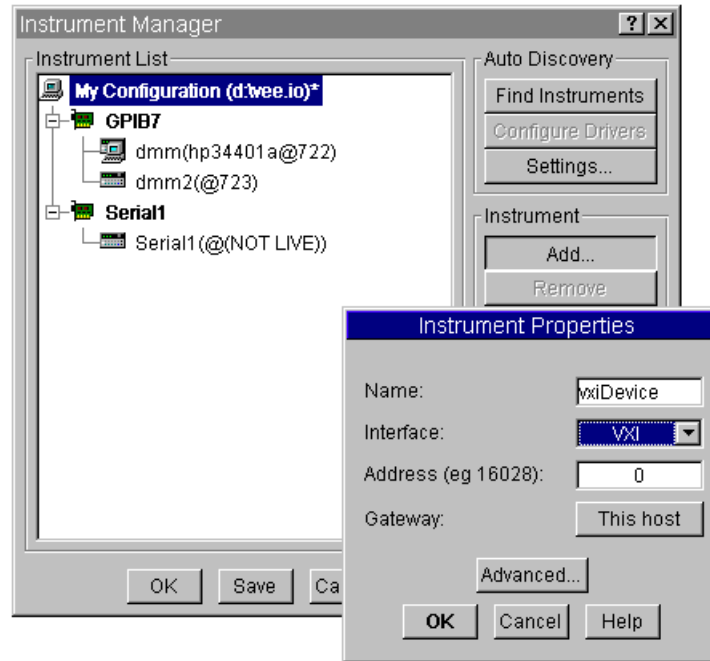 Instrument Manager
Instrument List
My Configuration (d:\vee.io)*
GPIB7
dmm(hp34401a@722)
dmm2(@723)
Serial1
Serial1(@(NOT LIVE))
Auto Discovery
Find Instruments
Configure Drivers
Settings...
Instrument
Add...
Remove
OK
Save
Ca
Instrument Properties
Name:
vxiDevice
Interface:
VXI
Address (eg 16028):
0
Gateway:
This host
Advanced...
OK
Cancel
Help